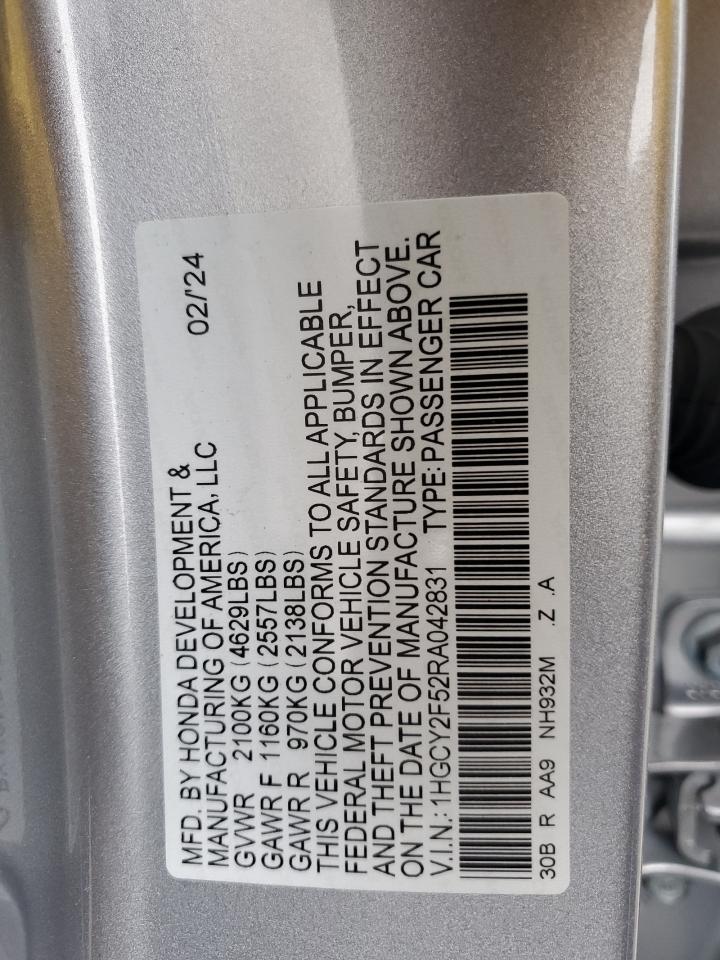 MFD. BY HONDA DEVELOPMENT &
MANUFACTURING OF AMERICA, LLC 02/'24
GVWR 2100KG (4629LBS)
GAWR F 1160KG (2557LBS)
GAWR R 970KG (2138LBS)
THIS VEHICLE CONFORMS TO ALL APPLICABLE
FEDERAL MOTOR VEHICLE SAFETY, BUMPER,
AND THEFT PREVENTION STANDARDS IN EFFECT
ON THE DATE OF MANUFACTURE SHOWN ABOVE..
V.I.N.: 1HGCY2F52RA042831 TYPE: PASSENGER CAR
30B R AA9 NH932M .Z .A